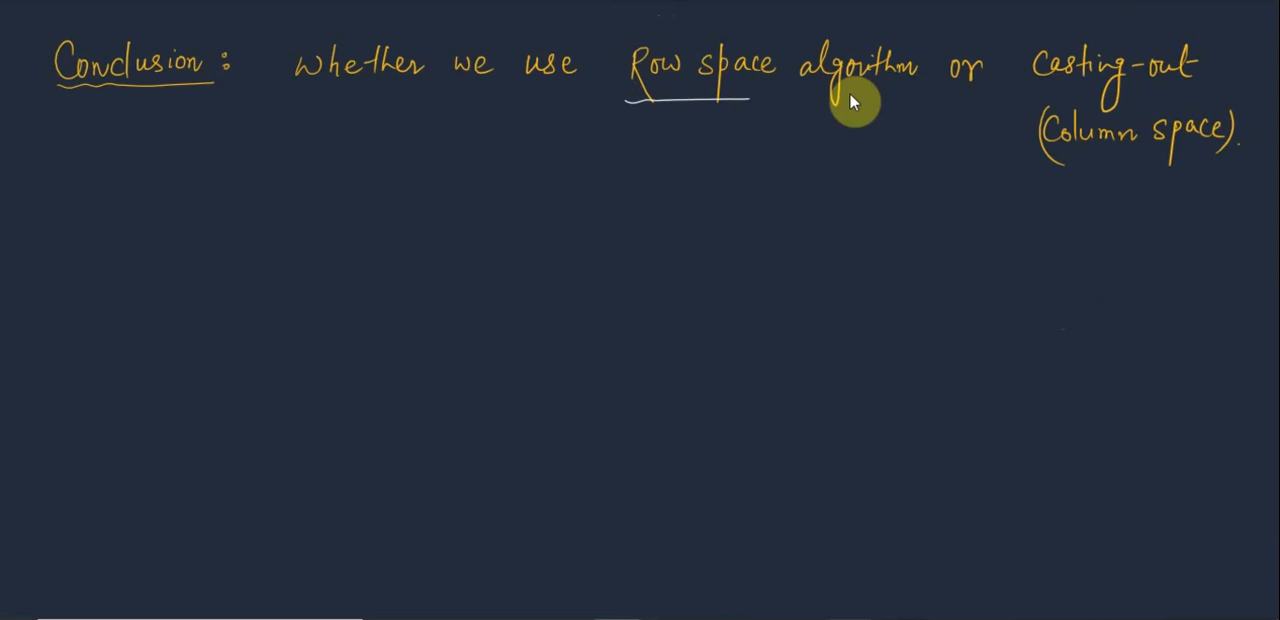 Conclusion : whether we use Row space algorithm or Casting-out
(Column space).